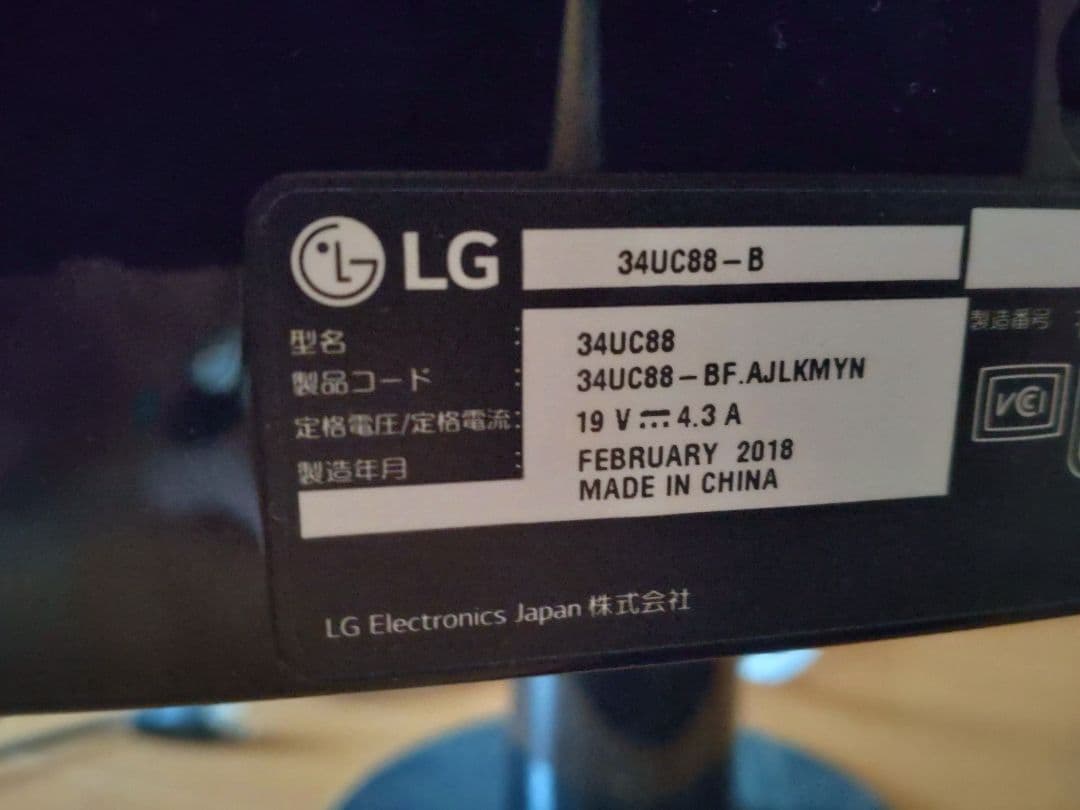 LG 34UC88-B
型名 : 34UC88
製品コード : 34UC88-BF.AJLKMYN
定格電圧/定格電流: 19 V⎓4.3 A
製造年月 : FEBRUARY 2018
MADE IN CHINA
製造番号
VCI
LG Electronics Japan 株式会社